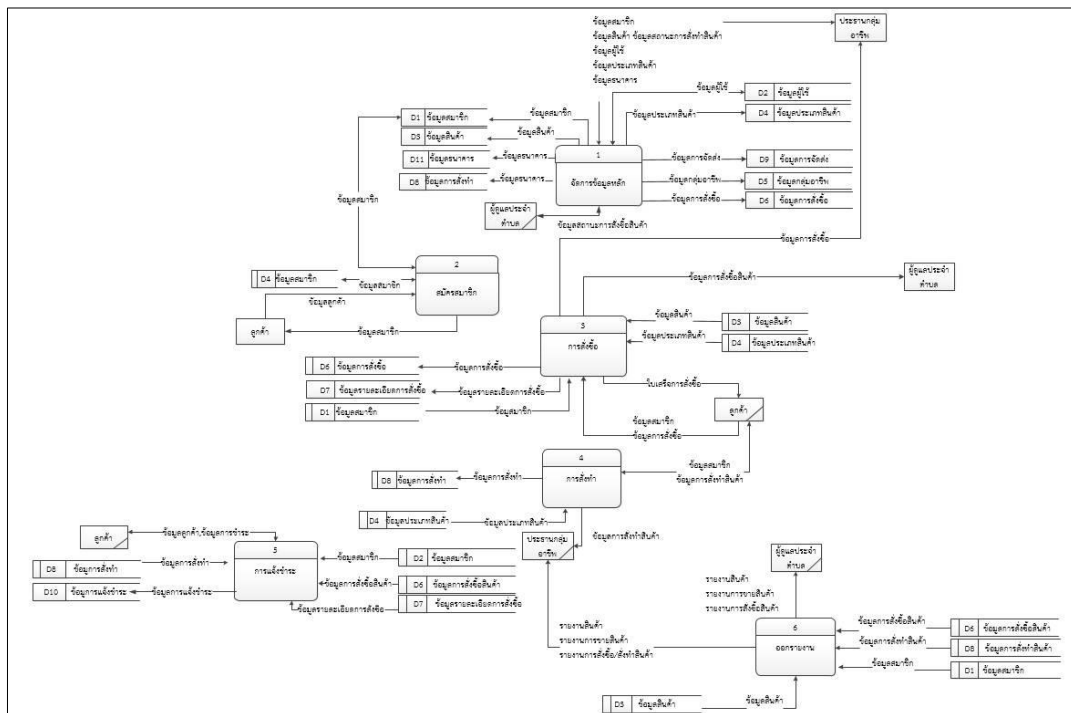 ข้อมูลสมาชิก
ข้อมูลสินค้า ข้อมูลสถานะการสั่งทำสินค้า
ข้อมูลผู้ใช้
ข้อมูลประเภทสินค้า
ข้อมูลธนาคาร
ประธานกลุ่ม
อาชีพ
ข้อมูลผู้ใช้
D2 ข้อมูลผู้ใช้
ข้อมูลประเภทสินค้า
D4 ข้อมูลประเภทสินค้า
D1 ข้อมูลสมาชิก
ข้อมูลสมาชิก
D3 ข้อมูลสินค้า
ข้อมูลสินค้า
D11 ข้อมูลธนาคาร
ข้อมูลธนาคาร
D8 ข้อมูลการสั่งทำ
ข้อมูลธนาคาร
1
จัดการข้อมูลหลัก
ข้อมูลการจัดส่ง
D9 ข้อมูลการจัดส่ง
ข้อมูลกลุ่มอาชีพ
D5 ข้อมูลกลุ่มอาชีพ
ข้อมูลการสั่งซื้อ
D6 ข้อมูลการสั่งซื้อ
ผู้ดูแลประจำ
ตำบล
ข้อมูลสถานะการสั่งซื้อสินค้า
ข้อมูลสมาชิก
ข้อมูลการสั่งซื้อ
2
สมัครสมาชิก
D4 ข้อมูลสมาชิก
ข้อมูลสมาชิก
ข้อมูลลูกค้า
ลูกค้า
ข้อมูลสมาชิก
ข้อมูลการสั่งซื้อสินค้า
ผู้ดูแลประจำ
ตำบล
3
การสั่งซื้อ
ข้อมูลสินค้า
D3 ข้อมูลสินค้า
ข้อมูลประเภทสินค้า
D4 ข้อมูลประเภทสินค้า
D6 ข้อมูลการสั่งซื้อ
ข้อมูลการสั่งซื้อ
D7 ข้อมูลรายละเอียดการสั่งซื้อ
ข้อมูลรายละเอียดการสั่งซื้อ
D1 ข้อมูลสมาชิก
ข้อมูลสมาชิก
ใบเสร็จการสั่งซื้อ
ลูกค้า
ข้อมูลสมาชิก
ข้อมูลการสั่งซื้อ
4
การสั่งทำ
ข้อมูลสมาชิก
ข้อมูลการสั่งทำสินค้า
D8 ข้อมูลการสั่งทำ
ข้อมูลการสั่งทำ
D4 ข้อมูลประเภทสินค้า
ข้อมูลประเภทสินค้า
ประธานกลุ่ม
อาชีพ
ข้อมูลการสั่งทำสินค้า
ลูกค้า
ข้อมูลลูกค้า,ข้อมูลการชำระ
5
การแจ้งชำระ
D8 ข้อมูการสั่งทำ
ข้อมูลการสั่งทำ
D10 ข้อมูการแจ้งชำระ
ข้อมูลการแจ้งชำระ
ข้อมูลสมาชิก
D2 ข้อมูลสมาชิก
ข้อมูลการสั่งซื้อสินค้า
D6 ข้อมูลการสั่งซื้อสินค้า
ข้อมูลรายละเอียดการสั่งซื้อ
D7 ข้อมูลรายละเอียดการสั่งซื้อ
ผู้ดูแลประจำ
ตำบล
รายงานสินค้า
รายงานการขายสินค้า
รายงานการสั่งซื้อสินค้า
รายงานสินค้า
รายงานการขายสินค้า
รายงานการสั่งซื้อ/สั่งทำสินค้า
6
ออกรายงาน
ข้อมูลการสั่งซื้อสินค้า
D6 ข้อมูลการสั่งซื้อสินค้า
ข้อมูลการสั่งทำสินค้า
D8 ข้อมูลการสั่งทำสินค้า
ข้อมูลสมาชิก
D1 ข้อมูลสมาชิก
D3 ข้อมูลสินค้า
ข้อมูลสินค้า